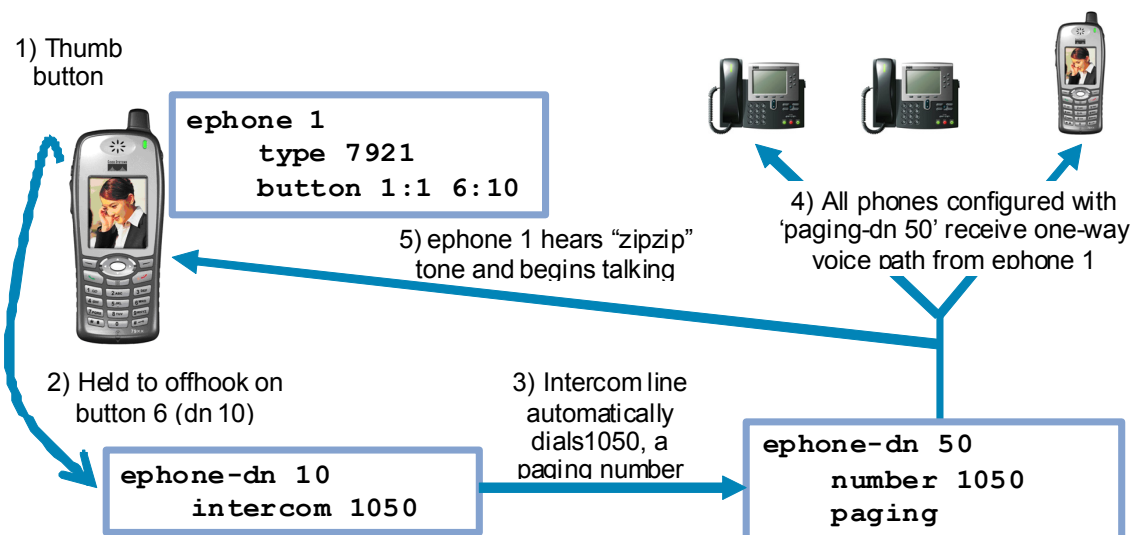 1) Thumb
button
ephone 1
type 7921
button 1:1 6:10
4) All phones configured with
‘paging-dn 50’ receive one-way
voice path from ephone 1
5) ephone 1 hears “zipzip”
tone and begins talking
2) Held to offhook on
button 6 (dn 10)
3) Intercom line
automatically
dials1050, a
paging number
ephone-dn 10
intercom 1050
ephone-dn 50
number 1050
paging